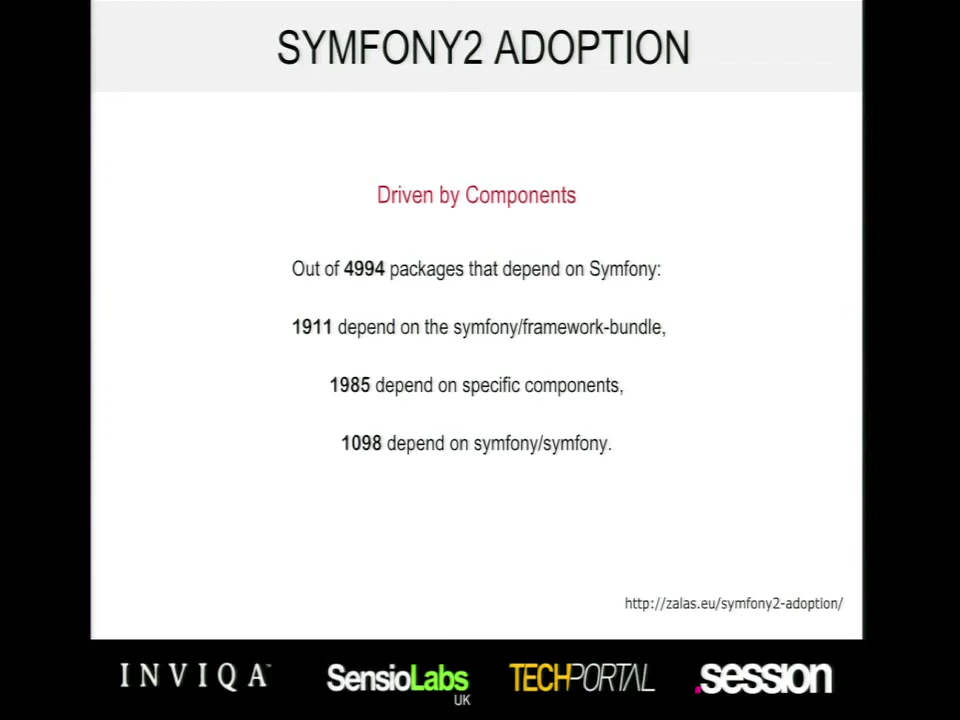 SYMFONY2 ADOPTION
Driven by Components
Out of 4994 packages that depend on Symfony:
1911 depend on the symfony/framework-bundle,
1985 depend on specific components,
1098 depend on symfony/symfony.
http://zalas.eu/symfony2-adoption/
INVIQA™ SensioLabs UK TECHPORTAL .session